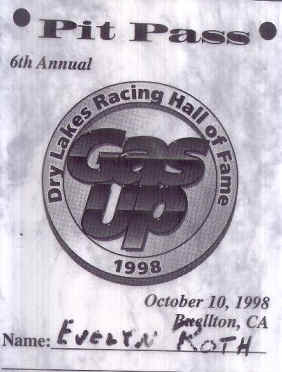 Pit Pass
6th Annual
Dry Lakes Racing Hall of Fame
Gas
Up
1998
October 10, 1998
Buellton, CA
Name: Evelyn Roth